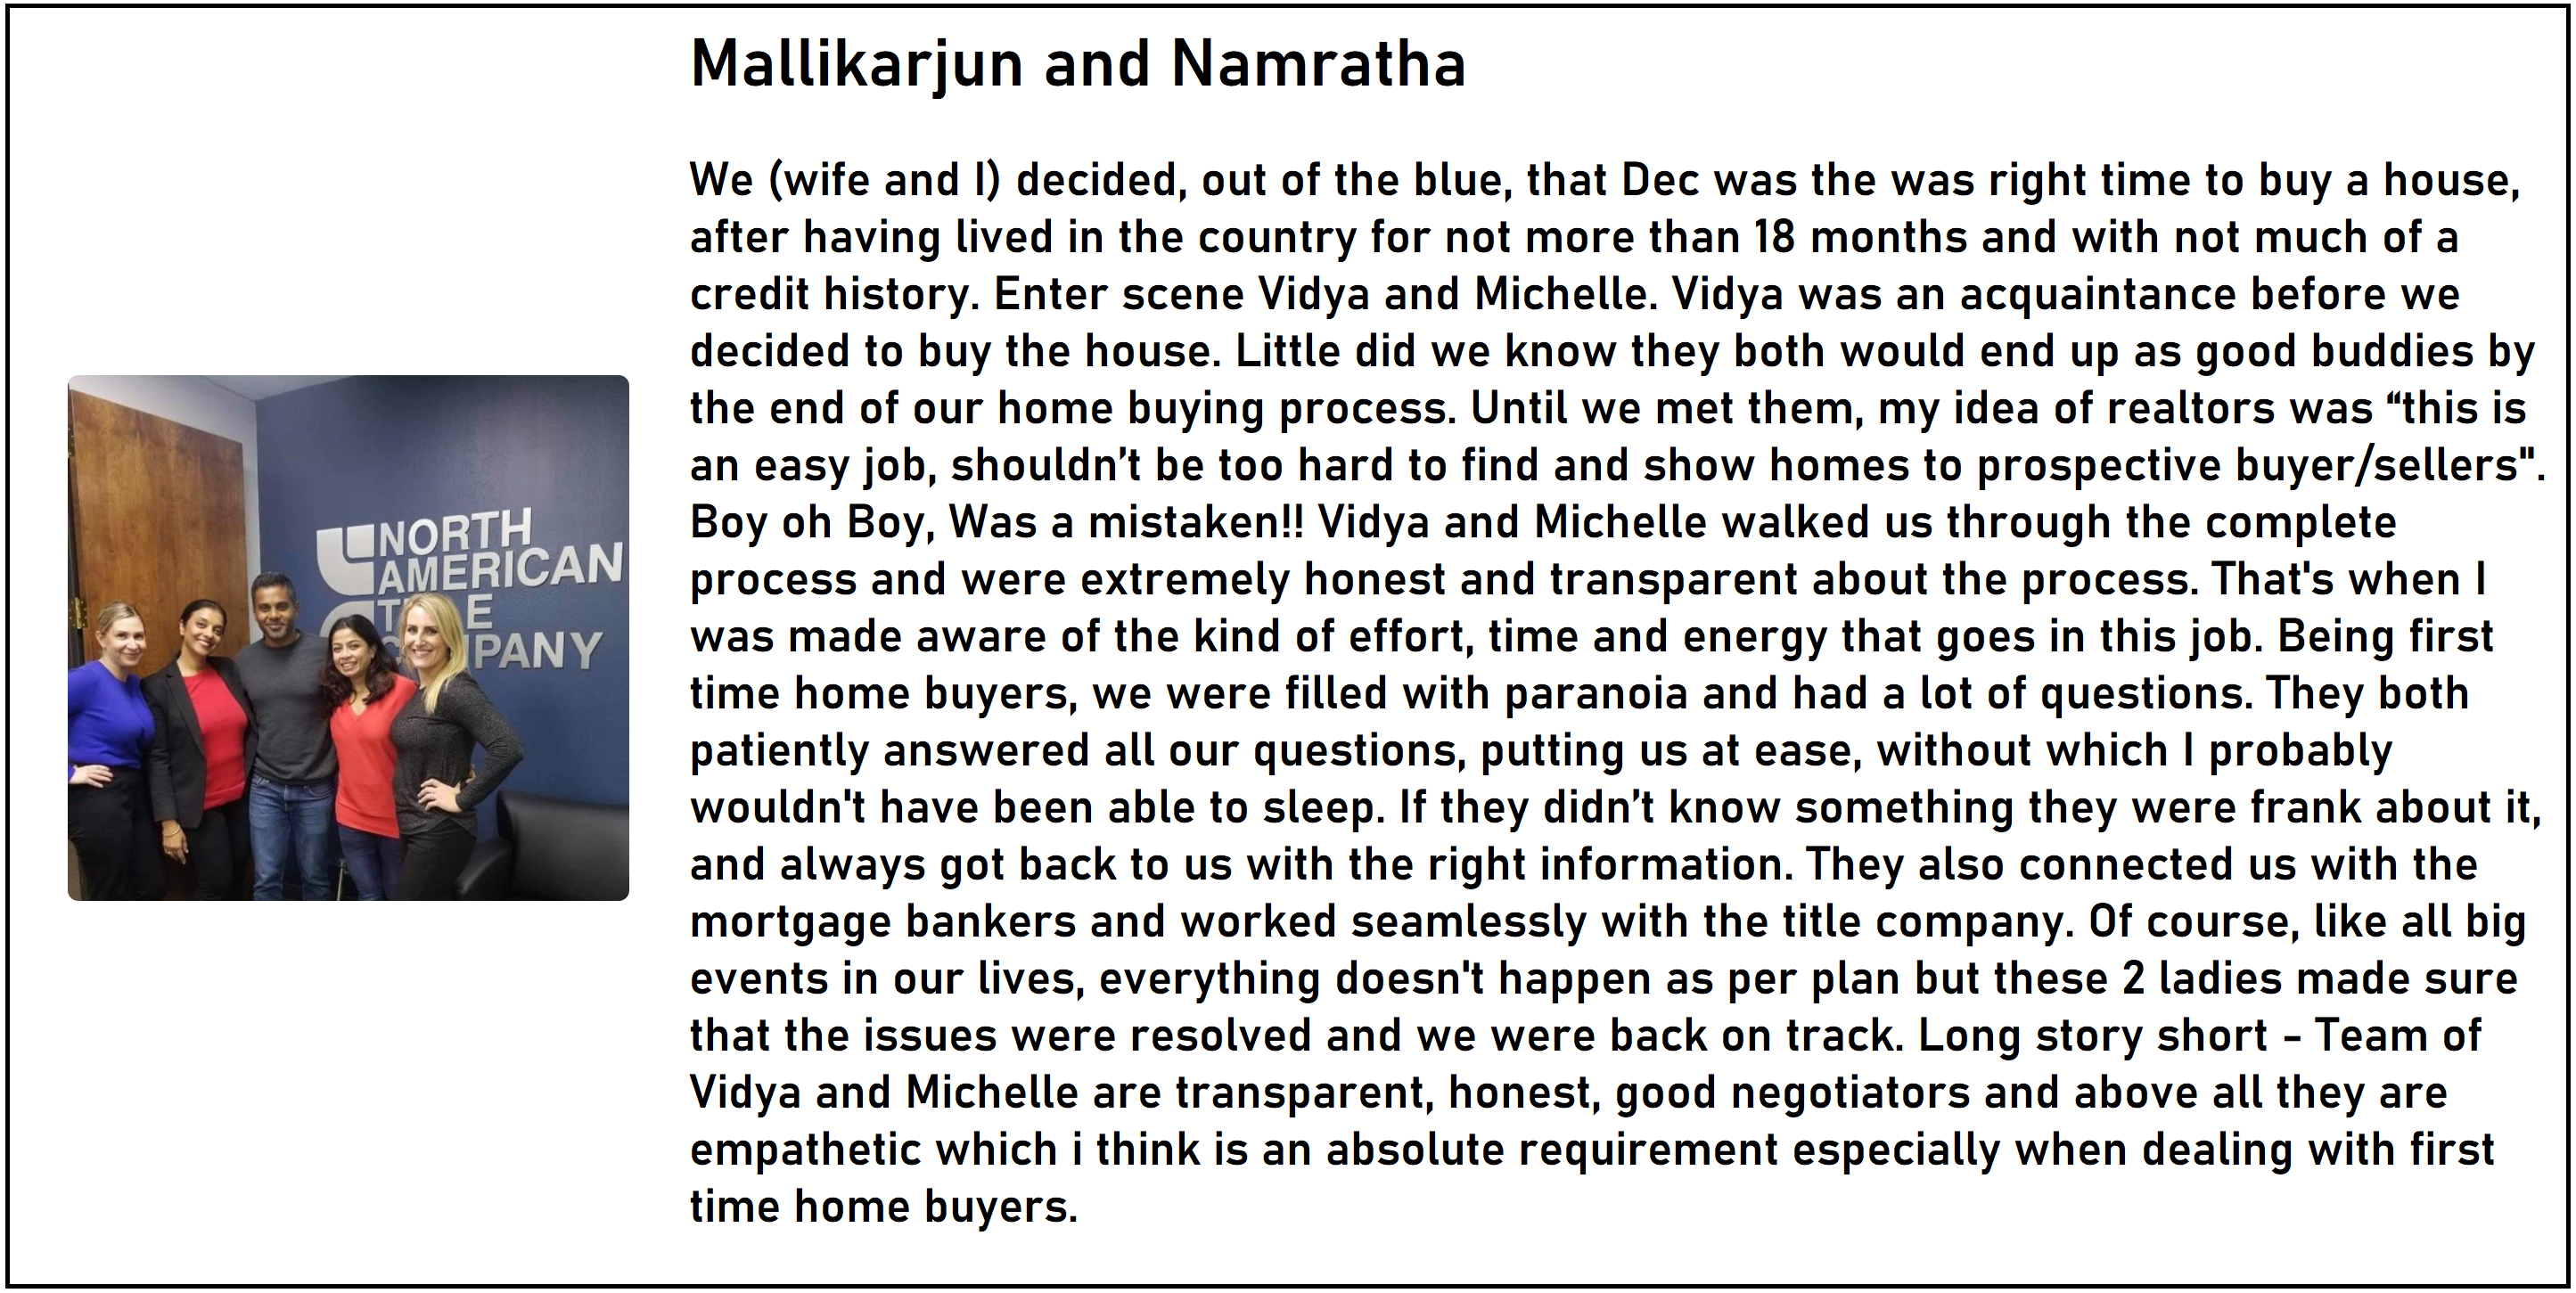 Mallikarjun and Namratha
We (wife and I) decided, out of the blue, that Dec was the was right time to buy a house,
after having lived in the country for not more than 18 months and with not much of a
credit history. Enter scene Vidya and Michelle. Vidya was an acquaintance before we
decided to buy the house. Little did we know they both would end up as good buddies by
the end of our home buying process. Until we met them, my idea of realtors was “this is
an easy job, shouldn’t be too hard to find and show homes to prospective buyer/sellers".
Boy oh Boy, Was a mistaken!! Vidya and Michelle walked us through the complete
process and were extremely honest and transparent about the process. That's when I
was made aware of the kind of effort, time and energy that goes in this job. Being first
time home buyers, we were filled with paranoia and had a lot of questions. They both
patiently answered all our questions, putting us at ease, without which I probably
wouldn't have been able to sleep. If they didn’t know something they were frank about it,
and always got back to us with the right information. They also connected us with the
mortgage bankers and worked seamlessly with the title company. Of course, like all big
events in our lives, everything doesn't happen as per plan but these 2 ladies made sure
that the issues were resolved and we were back on track. Long story short - Team of
Vidya and Michelle are transparent, honest, good negotiators and above all they are
empathetic which i think is an absolute requirement especially when dealing with first
time home buyers.
NORTH
AMERICAN